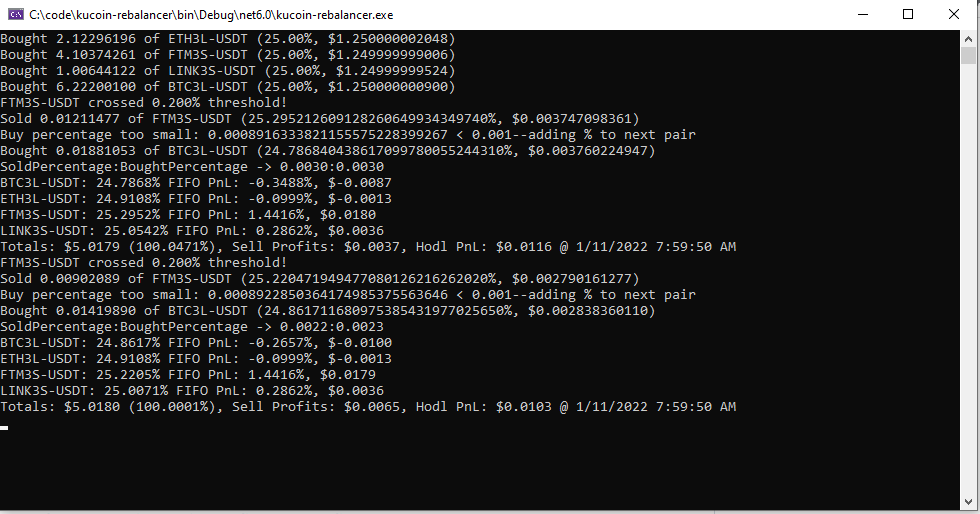 C:\code\kucoin-rebalancer\bin\Debug\net6.0\kucoin-rebalancer.exe
Bought 2.12296196 of ETH3L-USDT (25.00%, $1.250000002048)
Bought 4.10374261 of FTM3S-USDT (25.00%, $1.249999999006)
Bought 1.00644122 of LINK3S-USDT (25.00%, $1.24999999524)
Bought 6.22200100 of BTC3L-USDT (25.00%, $1.250000000900)
FTM3S-USDT crossed 0.200% threshold!
Sold 0.01211477 of FTM3S-USDT (25.295212609128260649934349740%, $0.003747098361)
Buy percentage too small: 0.0008916333821155575228399267 < 0.001--adding % to next pair
Bought 0.01881053 of BTC3L-USDT (24.786840438617099780055244310%, $0.003760224947)
SoldPercentage:BoughtPercentage -> 0.0030:0.0030
BTC3L-USDT: 24.7868% FIFO PnL: -0.3488%, $-0.0087
ETH3L-USDT: 24.9108% FIFO PnL: -0.0999%, $-0.0013
FTM3S-USDT: 25.2952% FIFO PnL: 1.4416%, $0.0180
LINK3S-USDT: 25.0542% FIFO PnL: 0.2862%, $0.0036
Totals: $5.0179 (100.0471%), Sell Profits: $0.0037, Hodl PnL: $0.0116 @ 1/11/2022 7:59:50 AM
FTM3S-USDT crossed 0.200% threshold!
Sold 0.00902089 of FTM3S-USDT (25.220471949477080126216262020%, $0.002790161277)
Buy percentage too small: 0.0008922850364174985375563646 < 0.001--adding % to next pair
Bought 0.01419890 of BTC3L-USDT (24.861711680975385431977025650%, $0.002838360110)
SoldPercentage:BoughtPercentage -> 0.0022:0.0023
BTC3L-USDT: 24.8617% FIFO PnL: -0.2657%, $-0.0100
ETH3L-USDT: 24.9108% FIFO PnL: -0.0999%, $-0.0013
FTM3S-USDT: 25.2205% FIFO PnL: 1.4416%, $0.0179
LINK3S-USDT: 25.0071% FIFO PnL: 0.2862%, $0.0036
Totals: $5.0180 (100.0001%), Sell Profits: $0.0065, Hodl PnL: $0.0103 @ 1/11/2022 7:59:50 AM